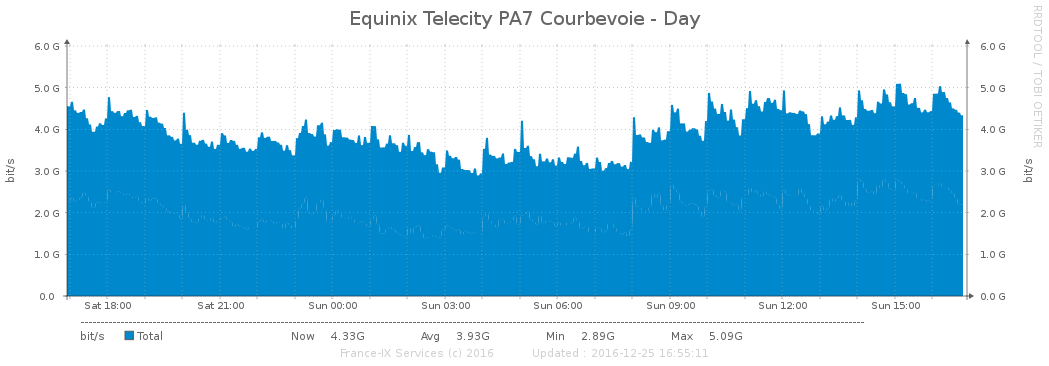 Equinix Telecity PA7 Courbevoie - Day
RRDTOOL / TOBI OETIKER
bit/s
6.0 G 6.0 G
5.0 G 5.0 G
4.0 G 4.0 G
3.0 G 3.0 G
2.0 G 2.0 G
1.0 G 1.0 G
0.0 0.0 G
bit/s
Sat 18:00 Sat 21:00 Sun 00:00 Sun 03:00 Sun 06:00 Sun 09:00 Sun 12:00 Sun 15:00
bit/s Total Now 4.33G Avg 3.93G Min 2.89G Max 5.09G
France-IX Services (c) 2016 Updated : 2016-12-25 16:55:11